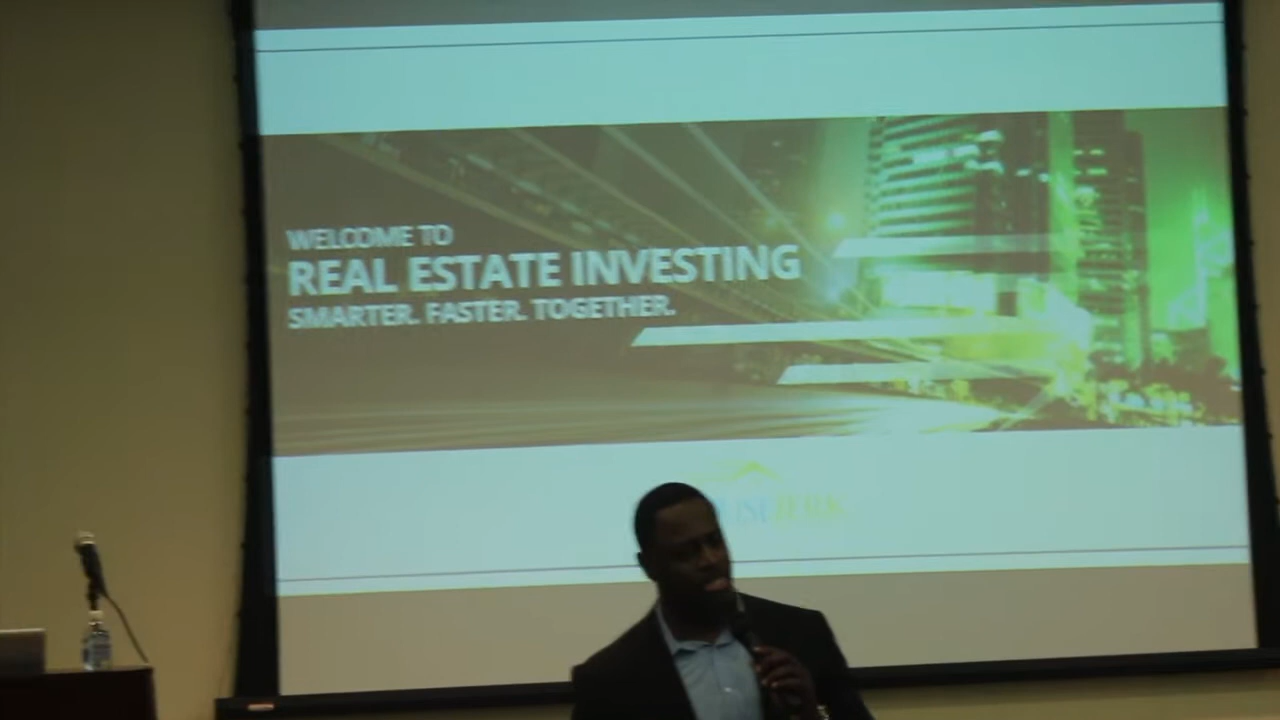 WELCOME TO
REAL ESTATE INVESTING
SMARTER. FASTER. TOGETHER.